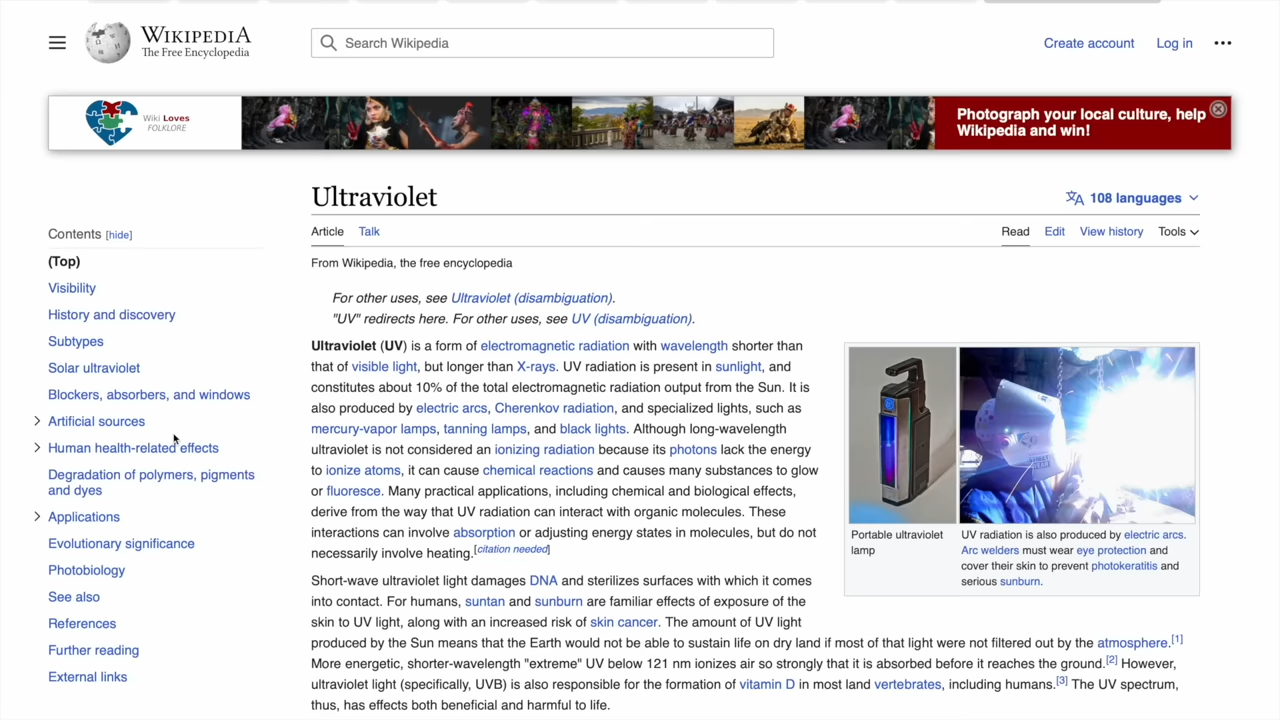 WIKIPEDIA
The Free Encyclopedia
Search Wikipedia
Create account
Log in
Wiki Loves
FOLKLORE
Photograph your local culture, help
Wikipedia and win!
Ultraviolet
108 languages
Contents [hide]
(Top)
Visibility
History and discovery
Subtypes
Solar ultraviolet
Blockers, absorbers, and windows
Artificial sources
Human health-related effects
Degradation of polymers, pigments
and dyes
Applications
Evolutionary significance
Photobiology
See also
References
Further reading
External links
Article Talk
Read Edit View history Tools
From Wikipedia, the free encyclopedia
For other uses, see Ultraviolet (disambiguation).
"UV" redirects here. For other uses, see UV (disambiguation).
Ultraviolet (UV) is a form of electromagnetic radiation with wavelength shorter than
that of visible light, but longer than X-rays. UV radiation is present in sunlight, and
constitutes about 10% of the total electromagnetic radiation output from the Sun. It is
also produced by electric arcs, Cherenkov radiation, and specialized lights, such as
mercury-vapor lamps, tanning lamps, and black lights. Although long-wavelength
ultraviolet is not considered an ionizing radiation because its photons lack the energy
to ionize atoms, it can cause chemical reactions and causes many substances to glow
or fluoresce. Many practical applications, including chemical and biological effects,
derive from the way that UV radiation can interact with organic molecules. These
interactions can involve absorption or adjusting energy states in molecules, but do not
necessarily involve heating.[citation needed]
Portable ultraviolet
lamp
UV radiation is also produced by electric arcs.
Arc welders must wear eye protection and
cover their skin to prevent photokeratitis and
serious sunburn.
Short-wave ultraviolet light damages DNA and sterilizes surfaces with which it comes
into contact. For humans, suntan and sunburn are familiar effects of exposure of the
skin to UV light, along with an increased risk of skin cancer. The amount of UV light
produced by the Sun means that the Earth would not be able to sustain life on dry land if most of that light were not filtered out by the atmosphere.[1]
More energetic, shorter-wavelength "extreme" UV below 121 nm ionizes air so strongly that it is absorbed before it reaches the ground.[2] However,
ultraviolet light (specifically, UVB) is also responsible for the formation of vitamin D in most land vertebrates, including humans.[3] The UV spectrum,
thus, has effects both beneficial and harmful to life.